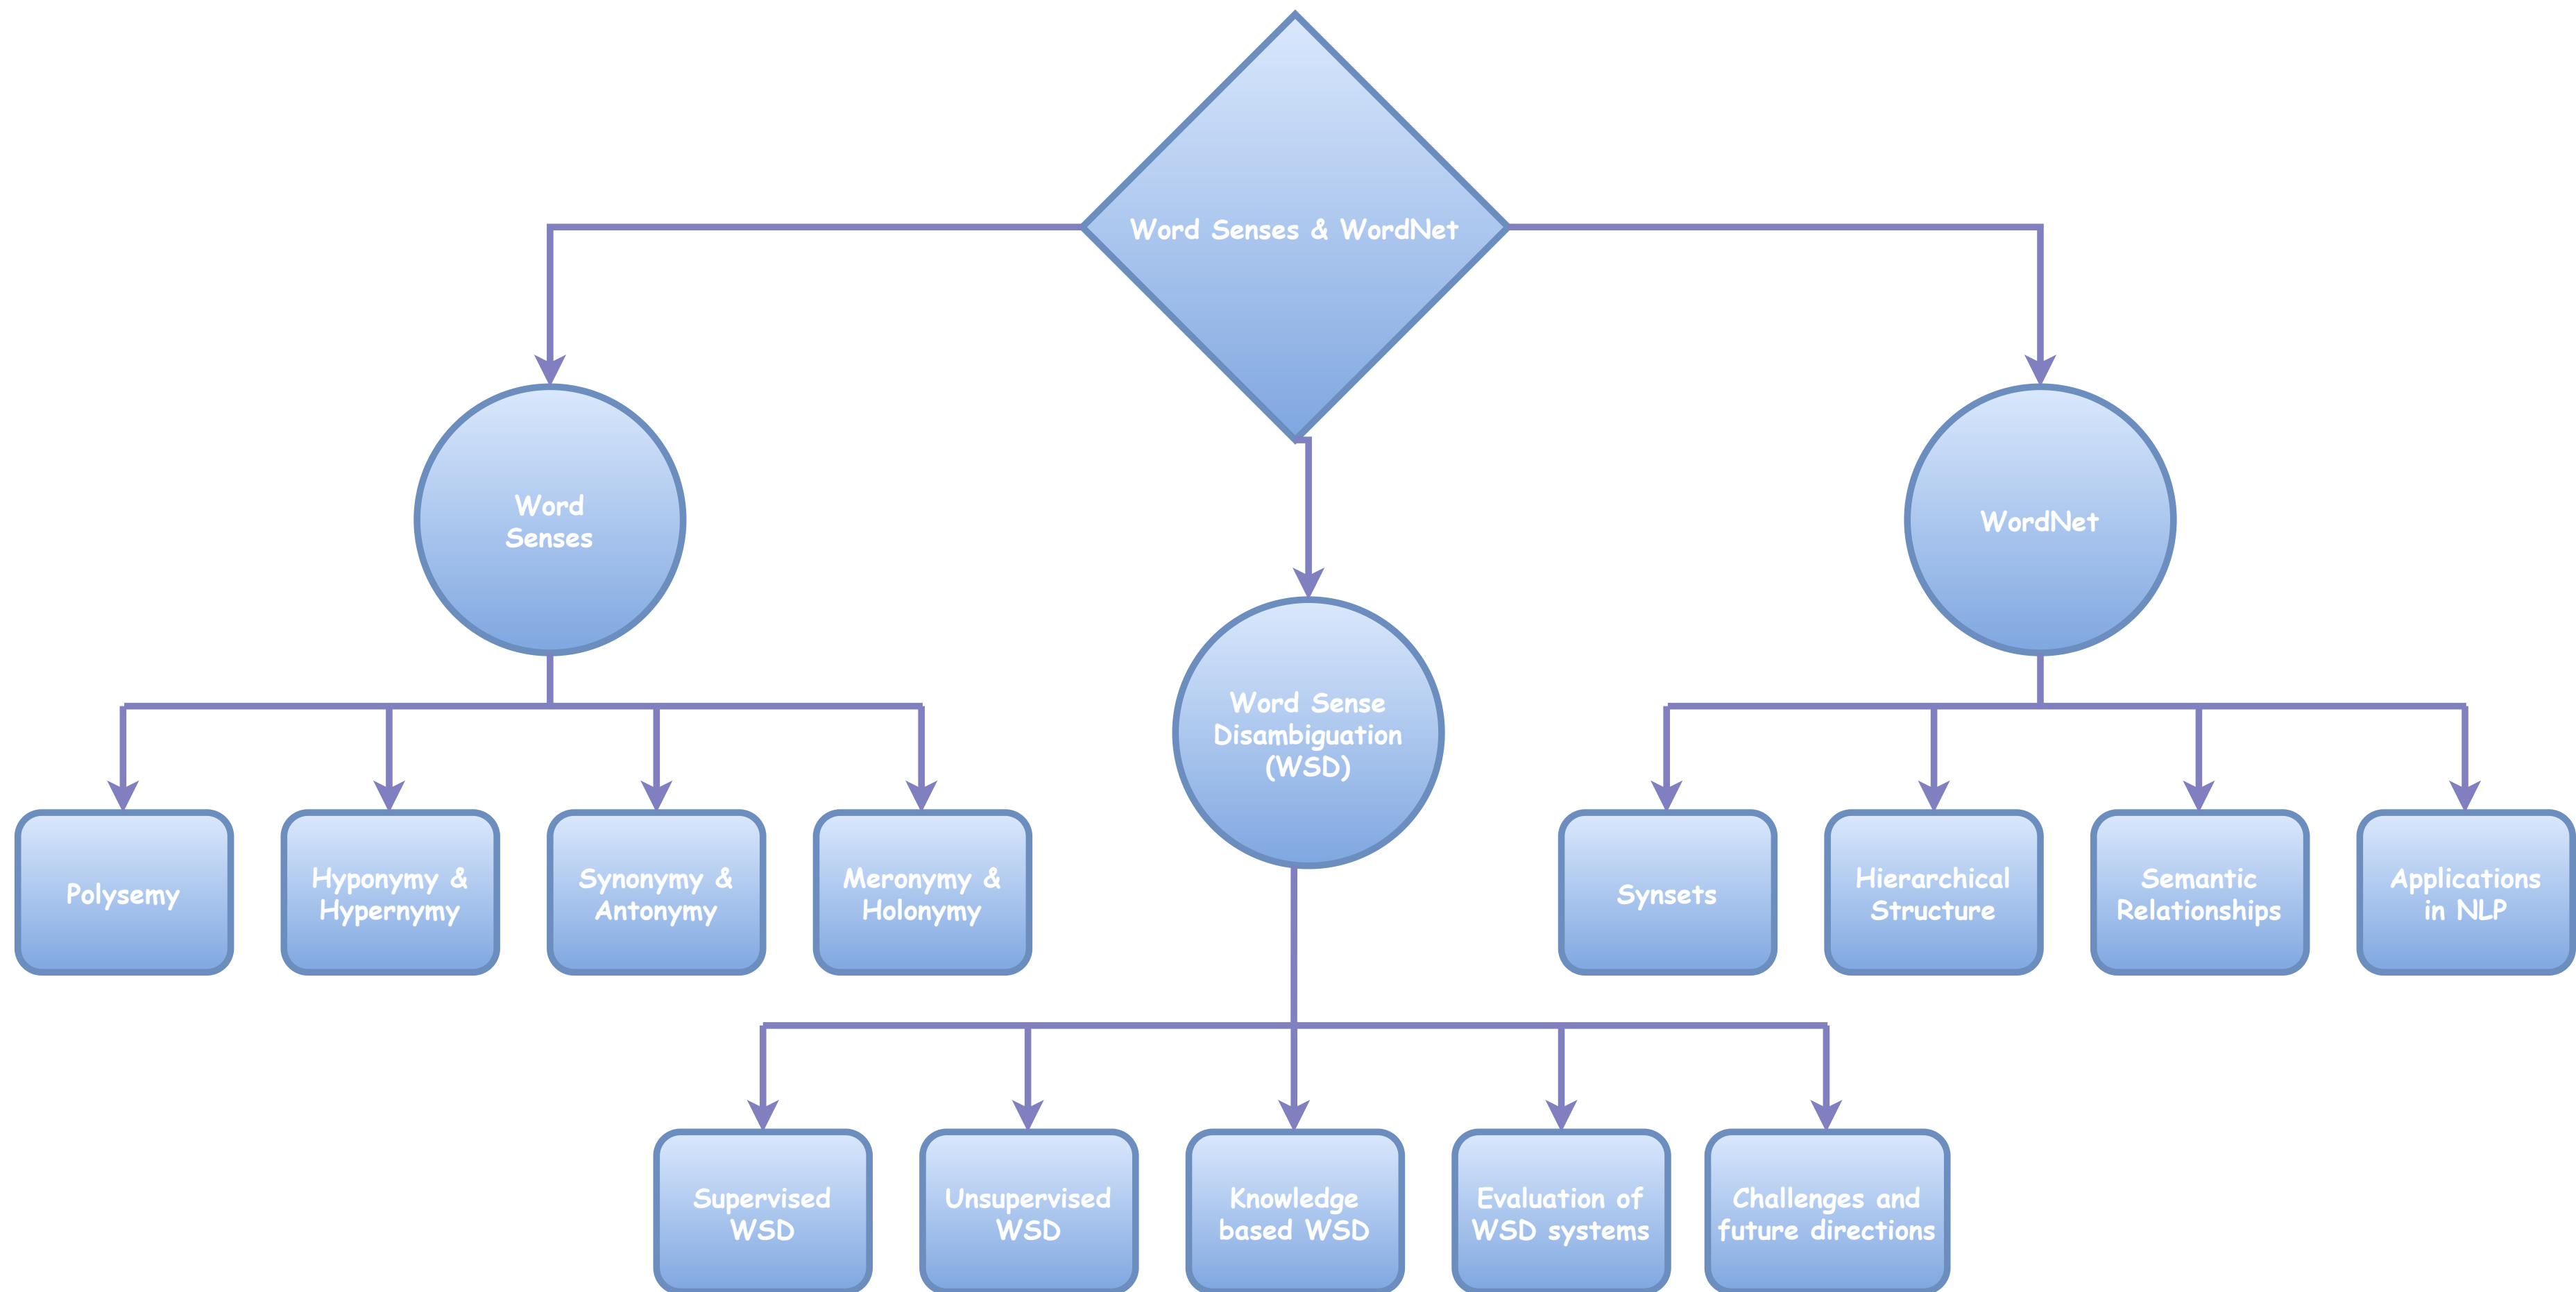 Word Senses & WordNet
Word
Senses
WordNet
Word Sense
Disambiguation
(WSD)
Polysemy
Hyponymy &
Hypernymy
Synonymy &
Antonymy
Meronymy &
Holonymy
Synsets
Hierarchical
Structure
Semantic
Relationships
Applications
in NLP
Supervised
WSD
Unsupervised
WSD
Knowledge
based WSD
Evaluation of
WSD systems
Challenges and
future directions